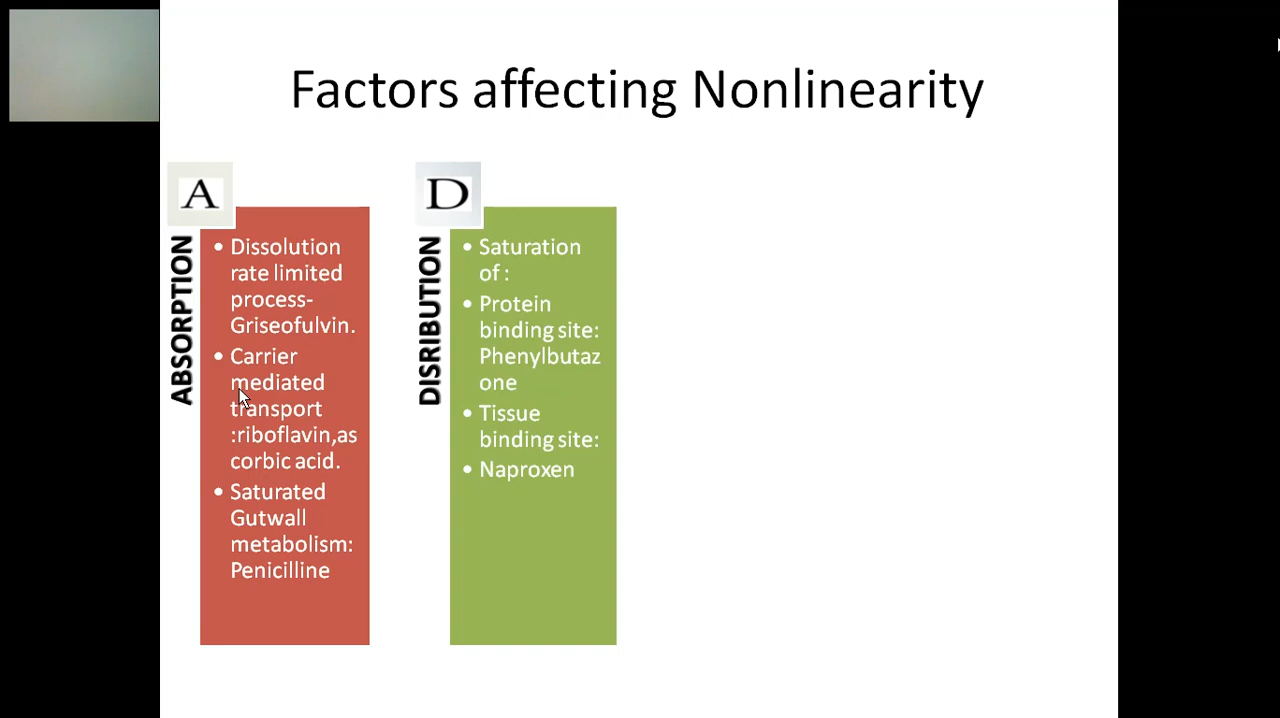 Factors affecting Nonlinearity
A
ABSORPTION
• Dissolution
rate limited
process-
Griseofulvin.
• Carrier
mediated
transport
:riboflavin,as
corbic acid.
• Saturated
Gutwall
metabolism:
Penicilline
D
DISRIBUTION
• Saturation
of :
• Protein
binding site:
Phenylbutaz
one
• Tissue
binding site:
• Naproxen